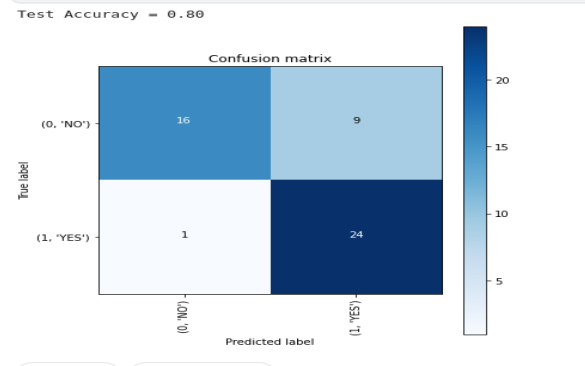 Test Accuracy = 0.80
Confusion matrix
(0, 'NO')
16
9
(1, 'YES')
1
24
True label
(0, 'NO')
(1, 'YES')
Predicted label
20
15
10
5